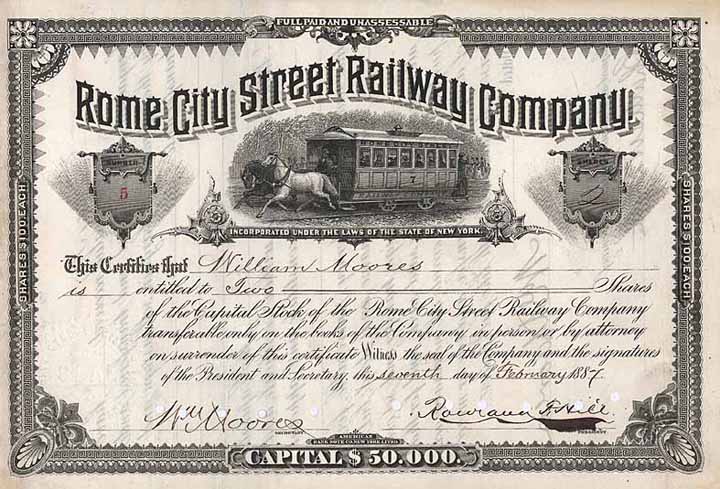 FULL PAID AND UNASSESSABLE
Rome City Street Railway Company.
NUMBER
5
SHARES
2
7
INCORPORATED UNDER THE LAWS OF THE STATE OF NEW YORK.
SHARES $100. EACH
SHARES $100. EACH
This Certifies that William Moores
is entitled to Two Shares
of the Capital Stock of the Rome City Street Railway Company
transferable only on the books of the Company in person or by attorney
on surrender of this certificate Witness the seal of the Company and the signatures
of the President and Secretary, this seventh day of February 1887.
Wm Moores
SECRETARY
Hill.
PRESIDENT
AMERICAN
BANK NOTE CO. NEW YORK LITHO.
CAPITAL $50.000.